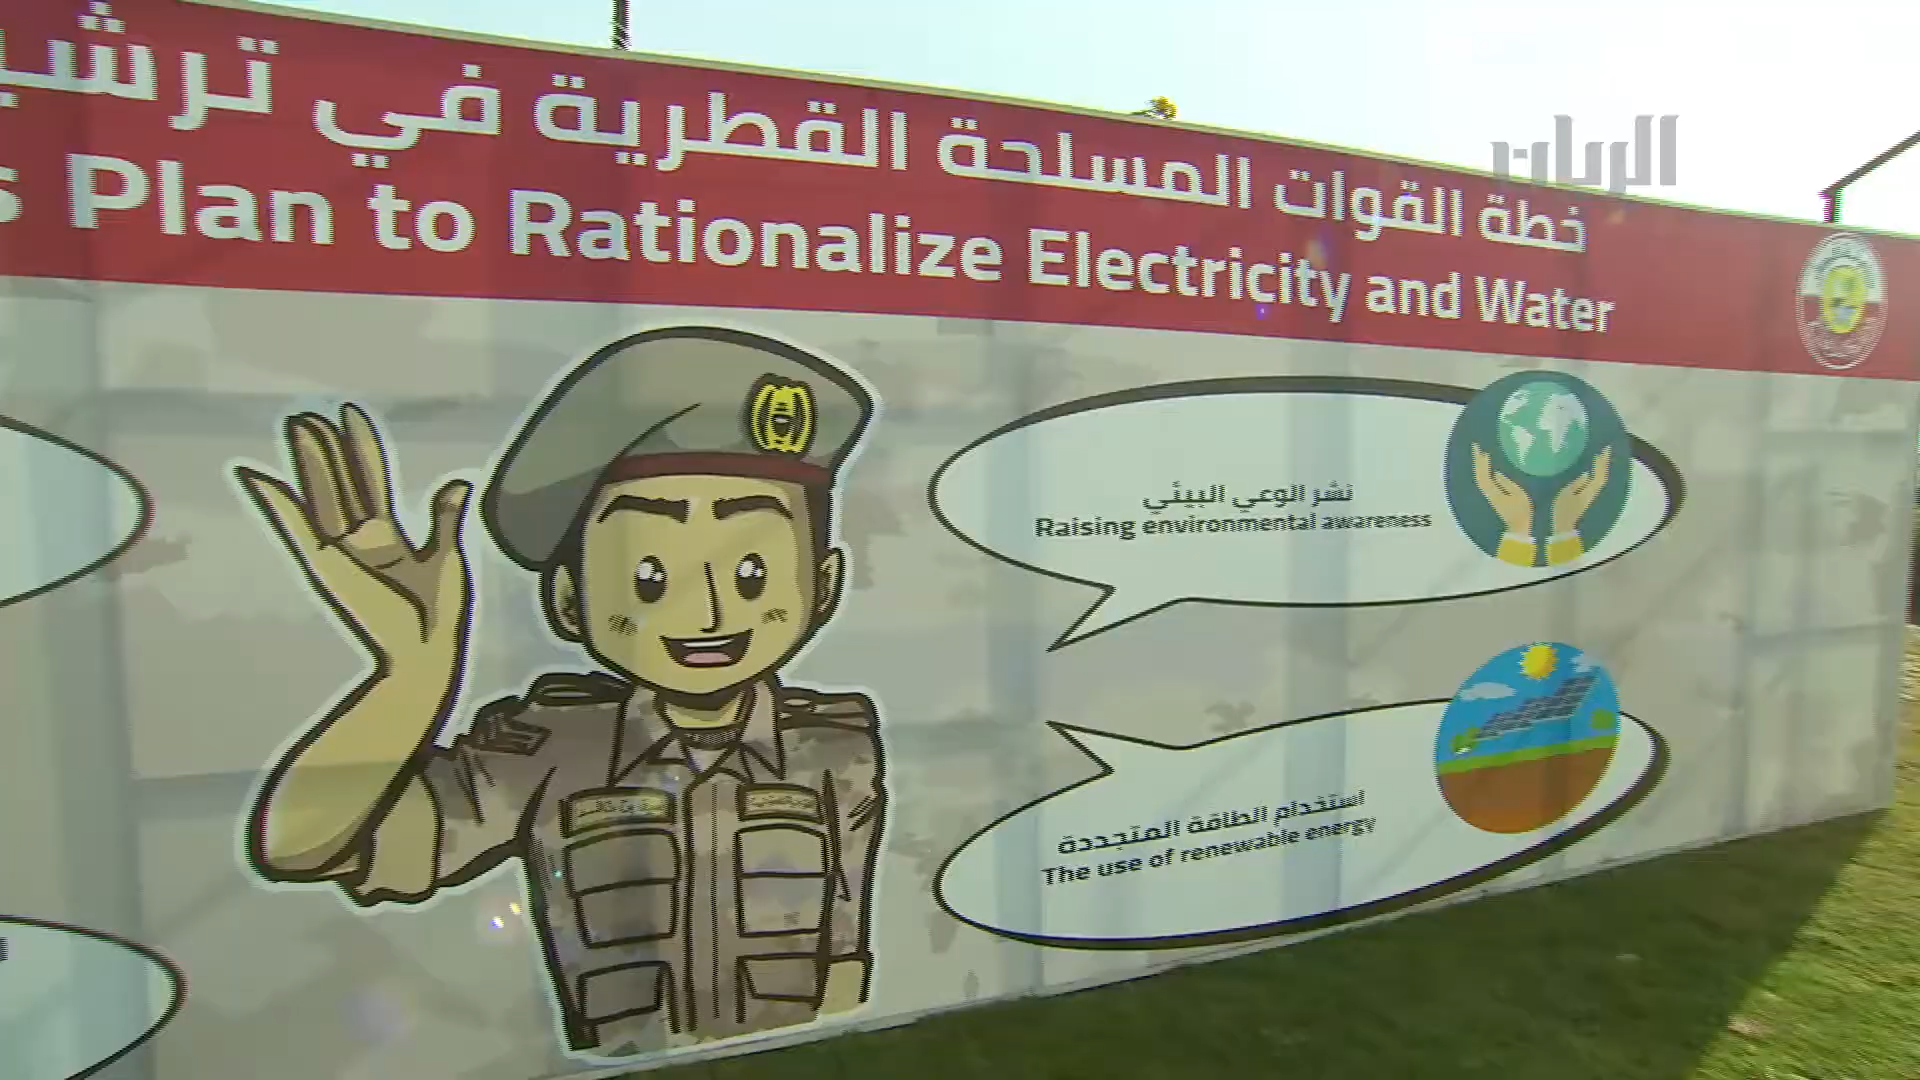 الريان
خطة القوات المسلحة القطرية في
Plan to Rationalize Electricity and Water
نشر الوعي البيئي
Raising environmental awareness
استخدام الطاقة المتجددة
The use of renewable energy